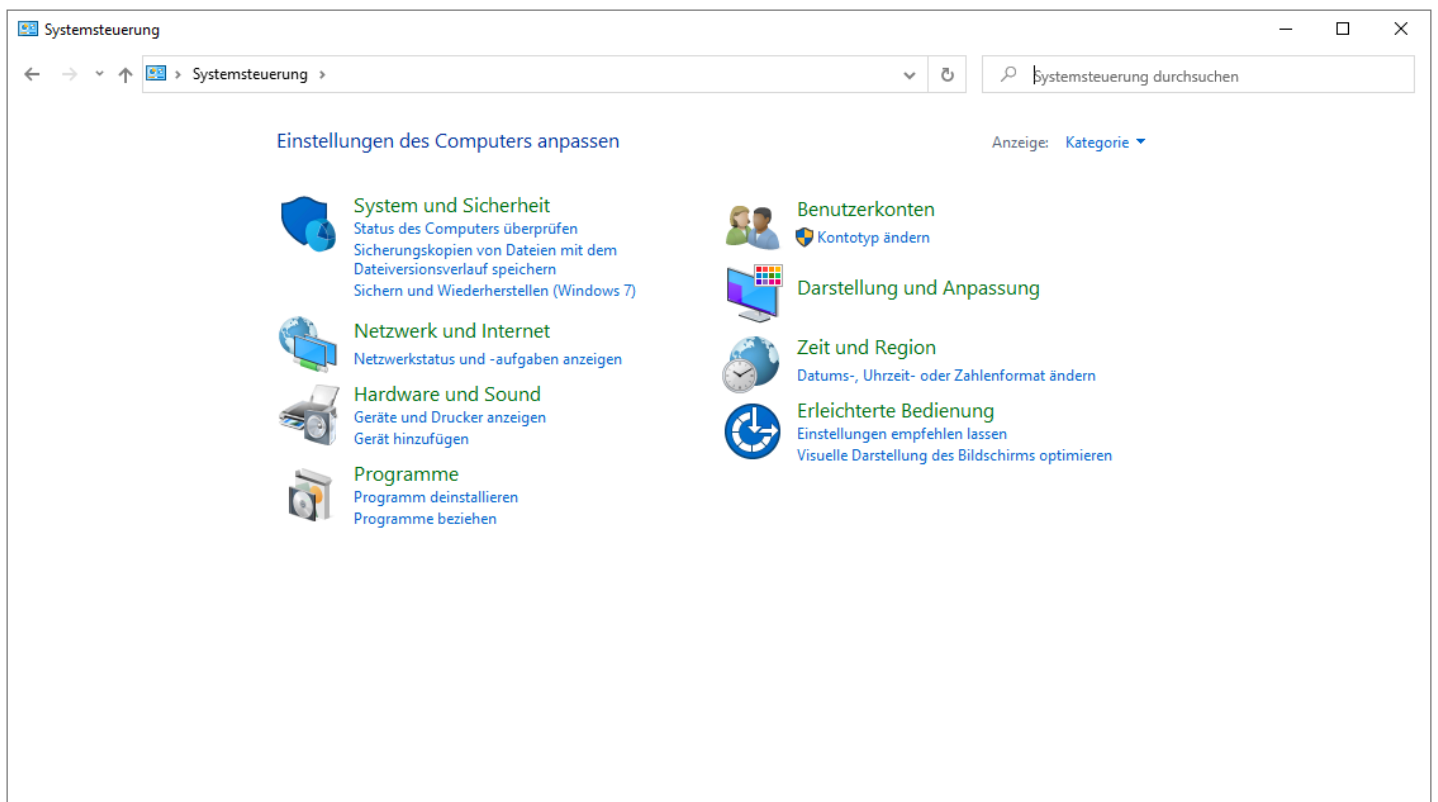 Systemsteuerung
Systemsteuerung
Systemsteuerung durchsuchen
Einstellungen des Computers anpassen
Anzeige: Kategorie
System und Sicherheit
Status des Computers überprüfen
Sicherungskopien von Dateien mit dem
Dateiversionsverlauf speichern
Sichern und Wiederherstellen (Windows 7)
Netzwerk und Internet
Netzwerkstatus und -aufgaben anzeigen
Hardware und Sound
Geräte und Drucker anzeigen
Gerät hinzufügen
Programme
Programm deinstallieren
Programme beziehen
Benutzerkonten
Kontotyp ändern
Darstellung und Anpassung
Zeit und Region
Datums-, Uhrzeit- oder Zahlenformat ändern
Erleichterte Bedienung
Einstellungen empfehlen lassen
Visuelle Darstellung des Bildschirms optimieren